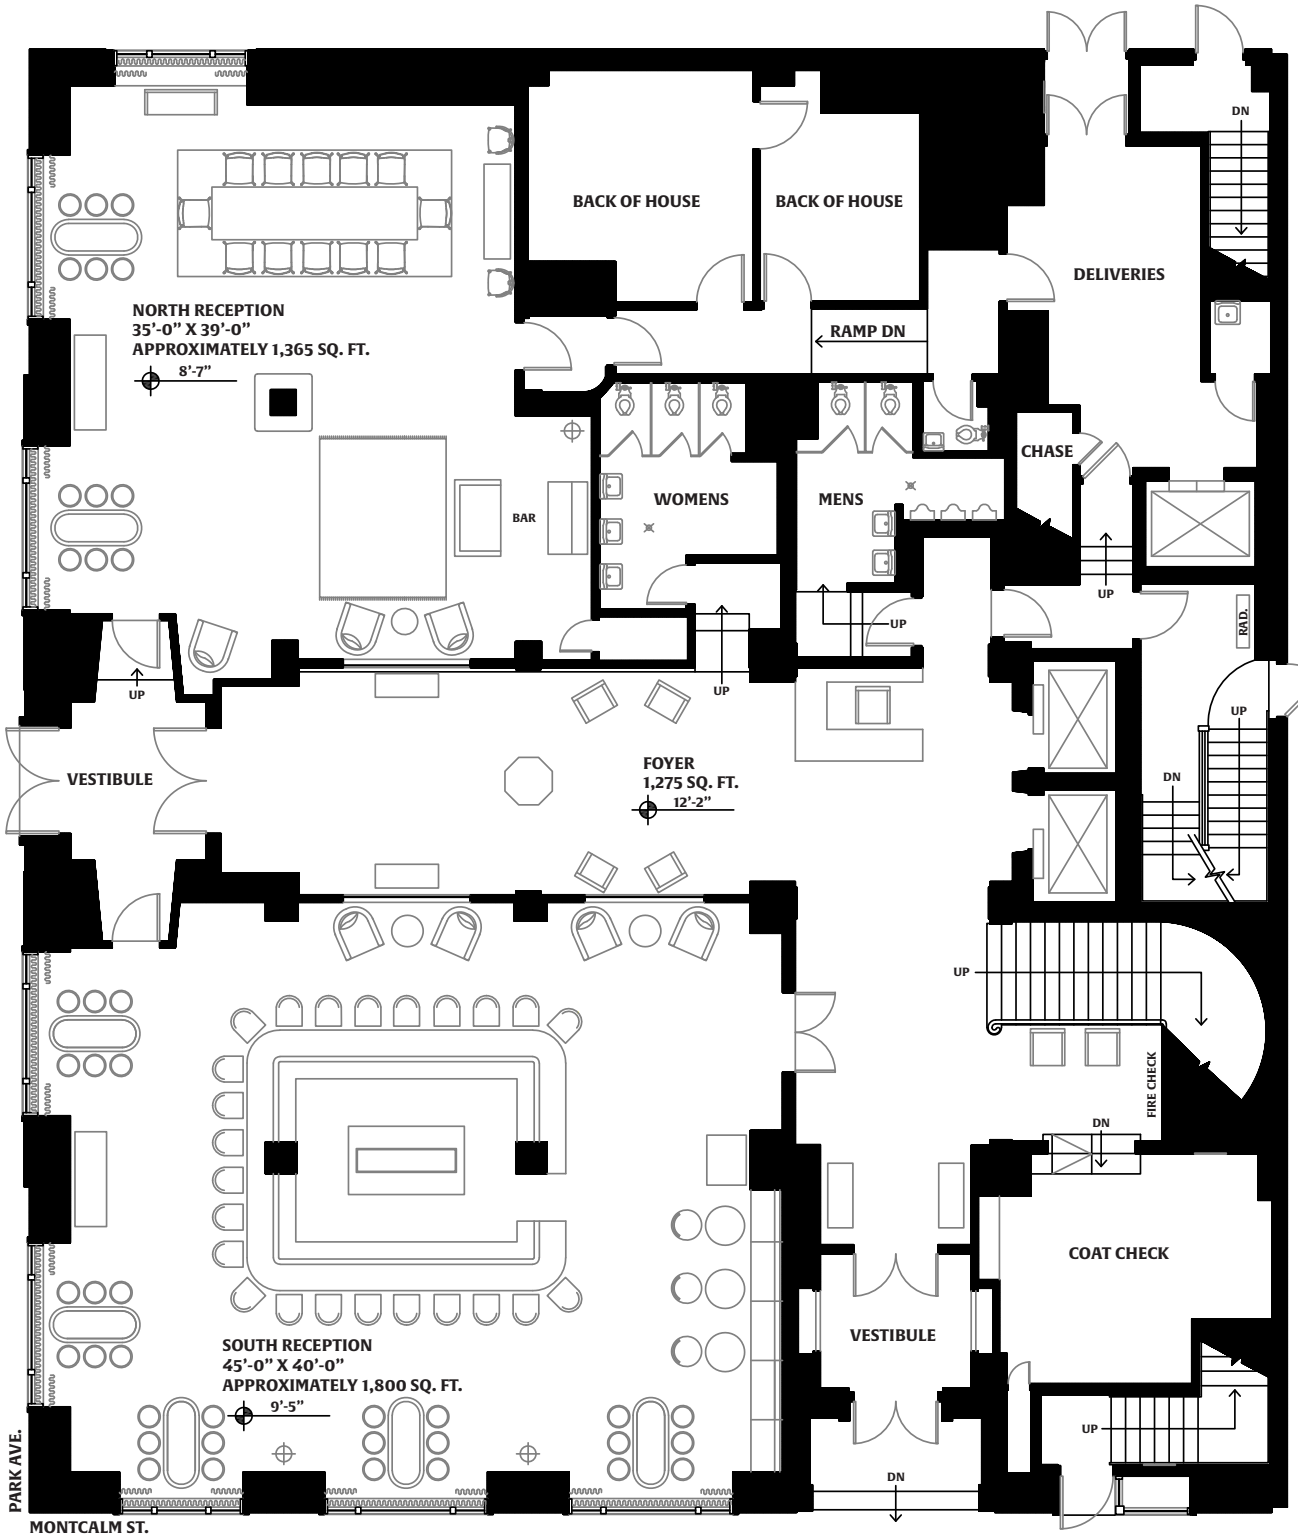 DN
BACK OF HOUSE
BACK OF HOUSE
DELIVERIES
NORTH RECEPTION
35'-0” X 39'-0”
APPROXIMATELY 1,365 SQ. FT.
8'-7”
RAMP DN
CHASE
WOMENS
MENS
BAR
UP
UP
RAD.
UP
UP
UP
VESTIBULE
FOYER
1,275 SQ. FT.
12'-2”
DN
UP
UP
FIRE CHECK
DN
COAT CHECK
VESTIBULE
SOUTH RECEPTION
45'-0” X 40'-0”
APPROXIMATELY 1,800 SQ. FT.
9'-5”
UP
DN
PARK AVE.
MONTCALM ST.